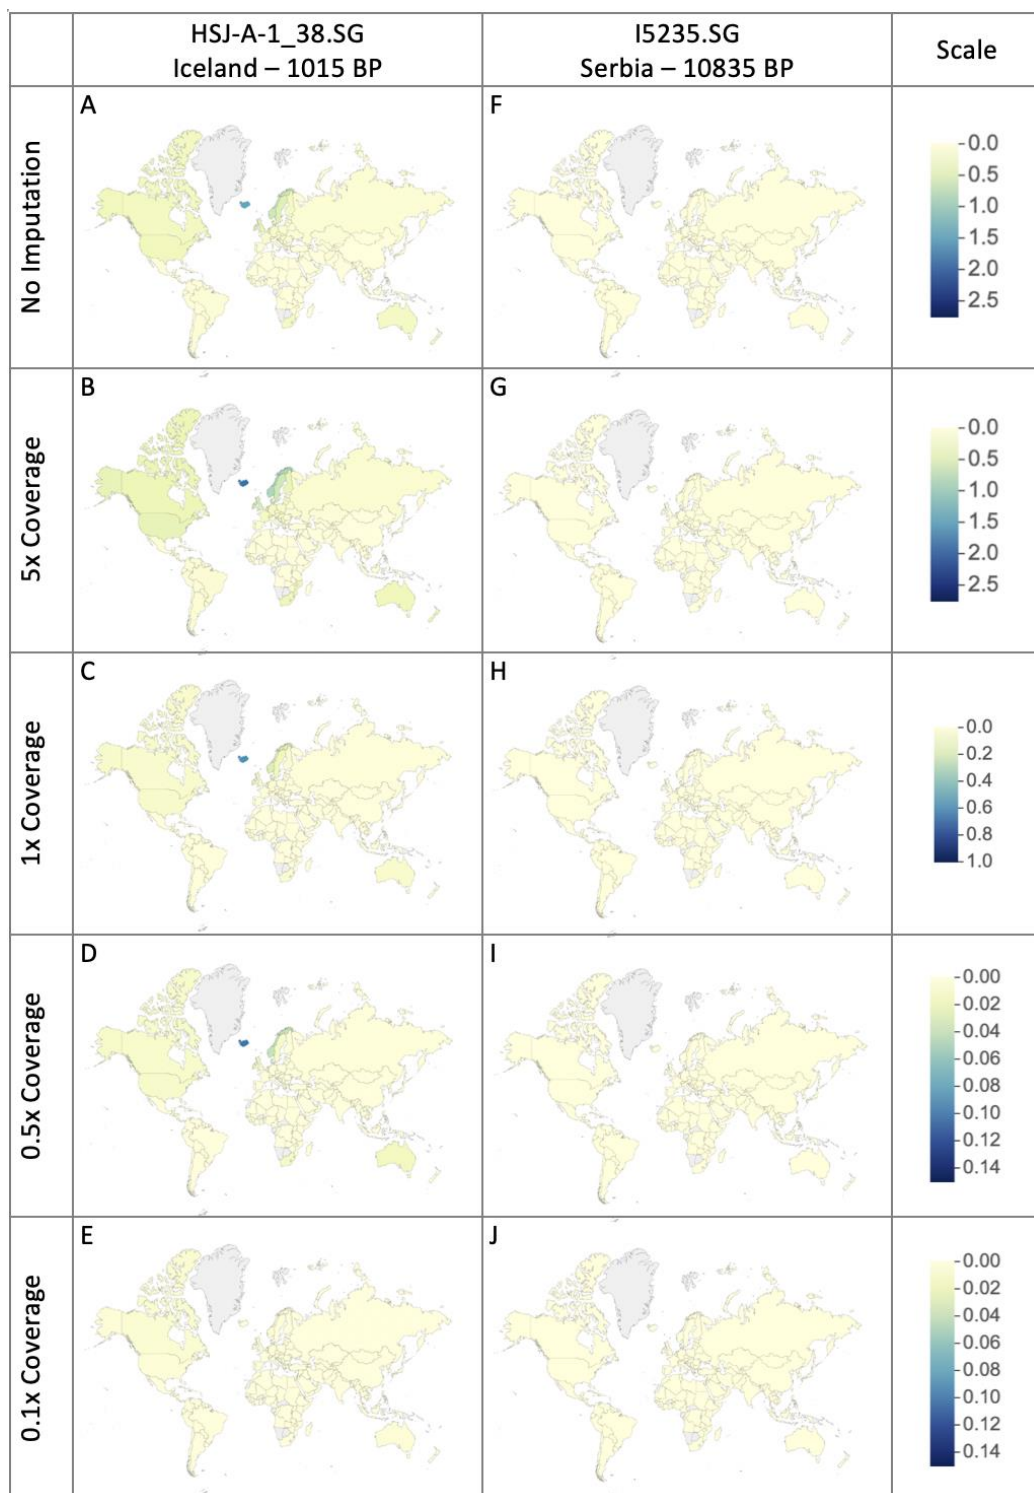 HSJ-A-1_38.SG
Iceland – 1015 BP
I5235.SG
Serbia – 10835 BP
Scale
No Imputation
A
F
0.0
0.5
1.0
1.5
2.0
2.5
5x Coverage
B
G
0.0
0.5
1.0
1.5
2.0
2.5
1x Coverage
C
H
0.0
0.2
0.4
0.6
0.8
1.0
0.5x Coverage
D
I
0.00
0.02
0.04
0.06
0.08
0.10
0.12
0.14
0.1x Coverage
E
J
0.00
0.02
0.04
0.06
0.08
0.10
0.12
0.14